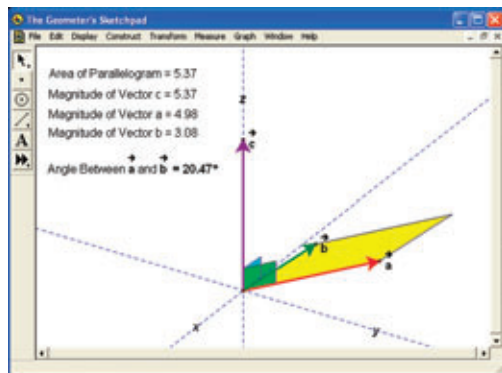 The Geometer's Sketchpad
File Edit Display Construct Transform Measure Graph Window Help
Area of Parallelogram = 5.37
Magnitude of Vector c = 5.37
Magnitude of Vector a = 4.98
Magnitude of Vector b = 3.08
Angle Between a and b = 20.47°
z
c
b
a
x
y
A